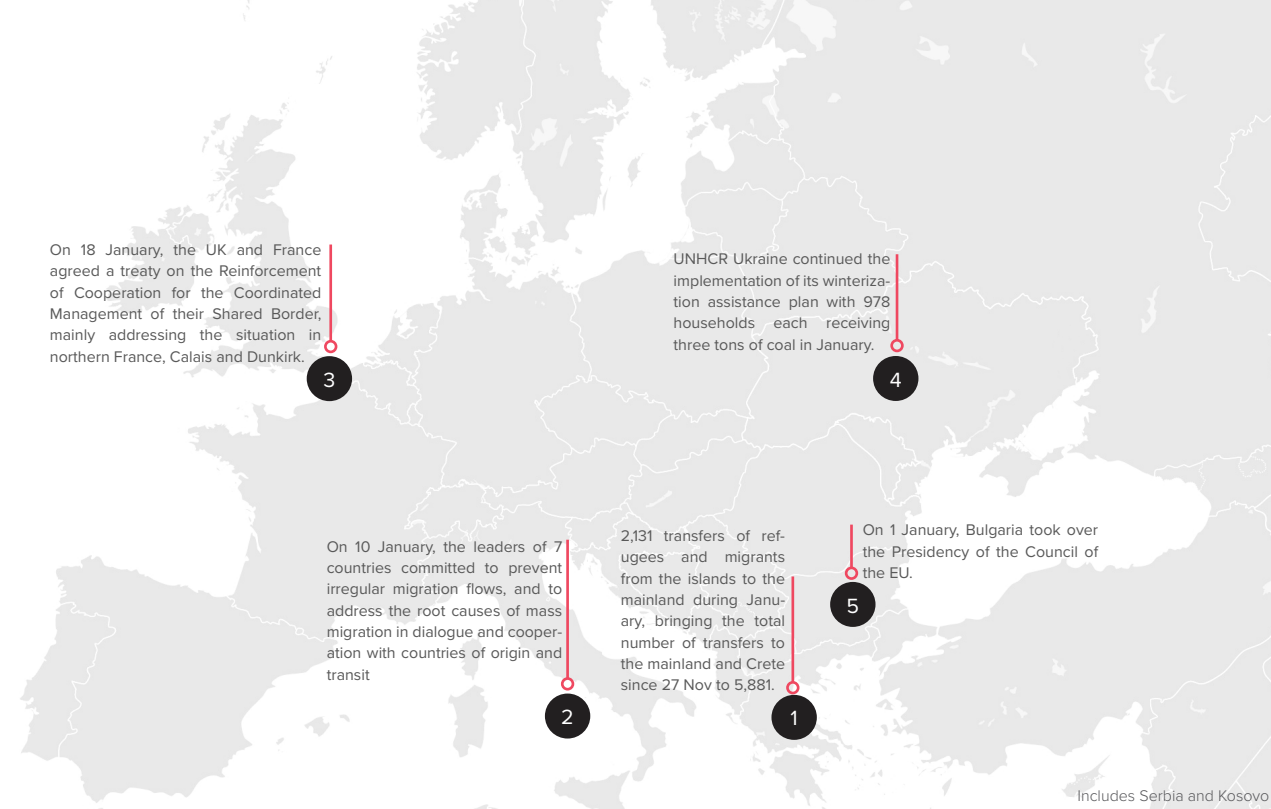 On 18 January, the UK and France
agreed a treaty on the Reinforcement
of Cooperation for the Coordinated
Management of their Shared Border,
mainly addressing the situation in
northern France, Calais and Dunkirk.
3
UNHCR Ukraine continued the
implementation of its winteriza-
tion assistance plan with 978
households each receiving
three tons of coal in January.
4
On 10 January, the leaders of 7
countries committed to prevent
irregular migration flows, and to
address the root causes of mass
migration in dialogue and cooper-
ation with countries of origin and
transit
2
2,131 transfers of ref-
ugees and migrants
from the islands to the
mainland during Janu-
ary, bringing the total
number of transfers to
the mainland and Crete
since 27 Nov to 5,881.
1
On 1 January, Bulgaria took over
the Presidency of the Council of
the EU.
5
Includes Serbia and Kosovo